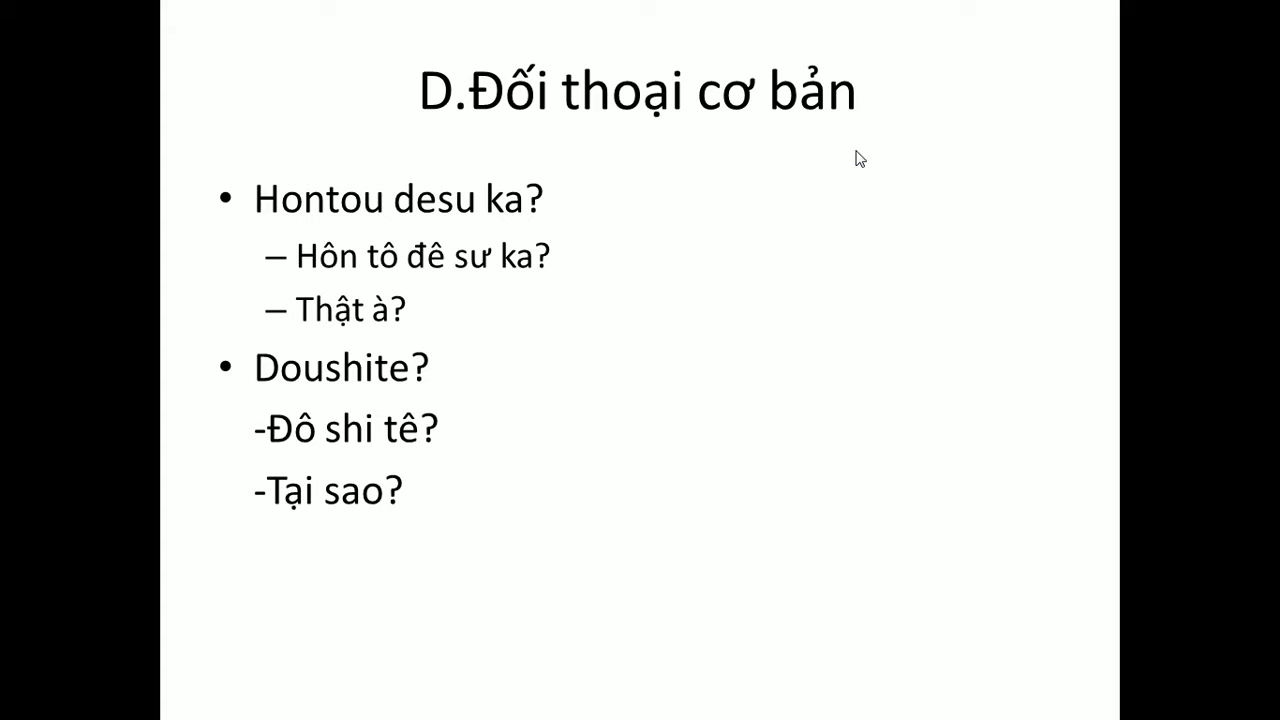 D.Đối thoại cơ bản
• Hontou desu ka?
– Hôn tô đê sư ka?
– Thật à?
• Doushite?
-Đô shi tê?
-Tại sao?